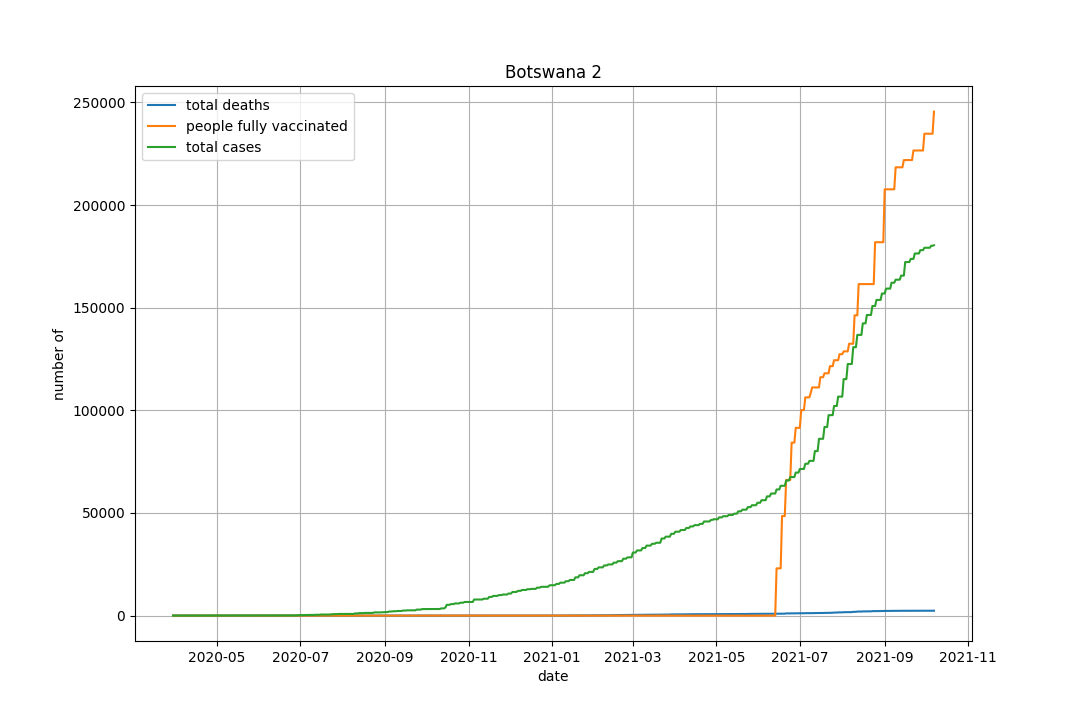 Botswana 2
total deaths
people fully vaccinated
total cases
250000
200000
150000
100000
50000
0
number of
2020-05 2020-07 2020-09 2020-11 2021-01 2021-03 2021-05 2021-07 2021-09 2021-11
date